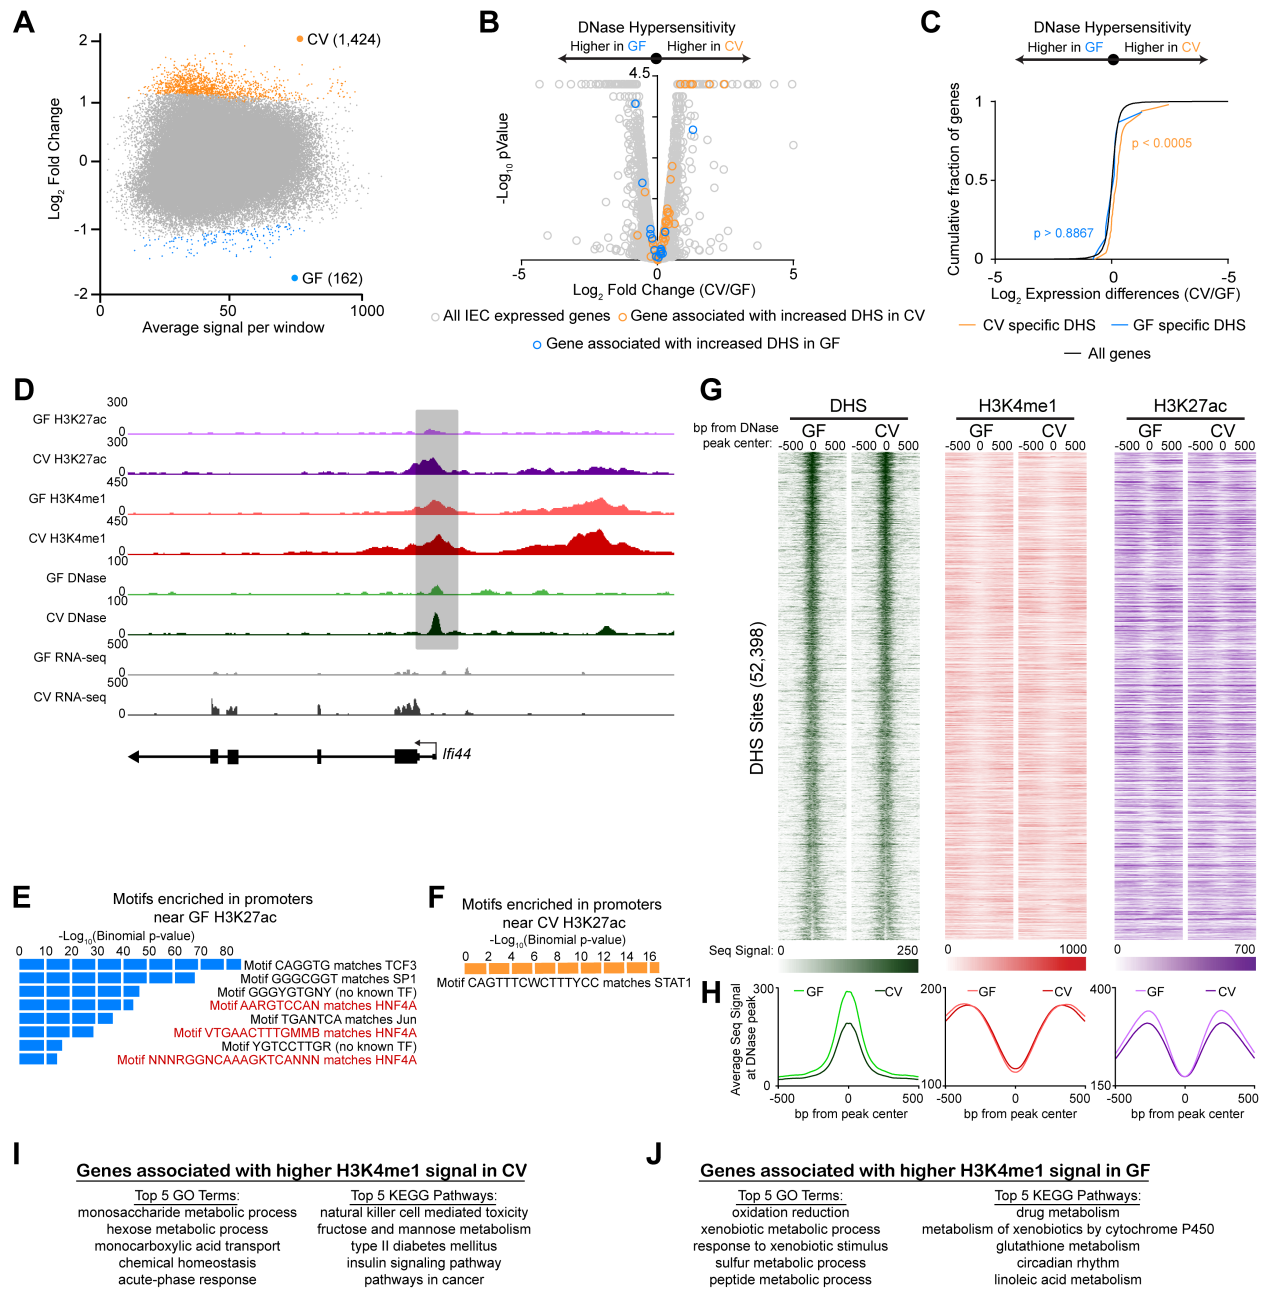 A
2
1
0
-1
-2
Log2 Fold Change
CV (1,424)
GF (162)
0
50
1000
Average signal per window
B
DNase Hypersensitivity
Higher in GF
Higher in CV
4.5
-Log10 pValue
-5
0
5
Log2 Fold Change (CV/GF)
All IEC expressed genes
Gene associated with increased DHS in CV
Gene associated with increased DHS in GF
C
DNase Hypersensitivity
Higher in GF
Higher in CV
Cumulative fraction of genes
1
0.5
0
p < 0.0005
p > 0.8867
-5
0
-5
Log2 Expression differences (CV/GF)
CV specific DHS
GF specific DHS
All genes
D
300
GF H3K27ac
0
300
CV H3K27ac
0
450
GF H3K4me1
0
450
CV H3K4me1
0
100
GF DNase
0
100
CV DNase
0
500
GF RNA-seq
0
500
CV RNA-seq
0
Ifi44
E
Motifs enriched in promoters
near GF H3K27ac
-Log10(Binomial p-value)
0 10 20 30 40 50 60 70 80
Motif CAGGTG matches TCF3
Motif GGGCGGT matches SP1
Motif GGGYGTGNY (no known TF)
Motif AARGTCCAN matches HNF4A
Motif TGANTCA matches Jun
Motif VTGAACTTTGMMB matches HNF4A
Motif YGTCCTTGR (no known TF)
Motif NNNRGGNCAAAGKTCANNN matches HNF4A
F
Motifs enriched in promoters
near CV H3K27ac
-Log10(Binomial p-value)
0 2 4 6 8 10 12 14 16
Motif CAGTTTCWCTTTYCC matches STAT1
G
DHS
H3K4me1
H3K27ac
bp from DNase
peak center:
GF CV
GF CV
GF CV
-500 0 500 -500 0 500
-500 0 500 -500 0 500
-500 0 500 -500 0 500
DHS Sites (52,398)
Seq Signal:
0 250
0 1000
0 700
H
Average Seq Signal
at DNase peak
300
0
GF CV
-500 0 500
bp from peak center
200
100
GF CV
-500 0 500
bp from peak center
400
150
GF CV
-500 0 500
bp from peak center
I
Genes associated with higher H3K4me1 signal in CV
Top 5 GO Terms:
monosaccharide metabolic process
hexose metabolic process
monocarboxylic acid transport
chemical homeostasis
acute-phase response
Top 5 KEGG Pathways:
natural killer cell mediated toxicity
fructose and mannose metabolism
type II diabetes mellitus
insulin signaling pathway
pathways in cancer
J
Genes associated with higher H3K4me1 signal in GF
Top 5 GO Terms:
oxidation reduction
xenobiotic metabolic process
response to xenobiotic stimulus
sulfur metabolic process
peptide metabolic process
Top 5 KEGG Pathways:
drug metabolism
metabolism of xenobiotics by cytochrome P450
glutathione metabolism
circadian rhythm
linoleic acid metabolism